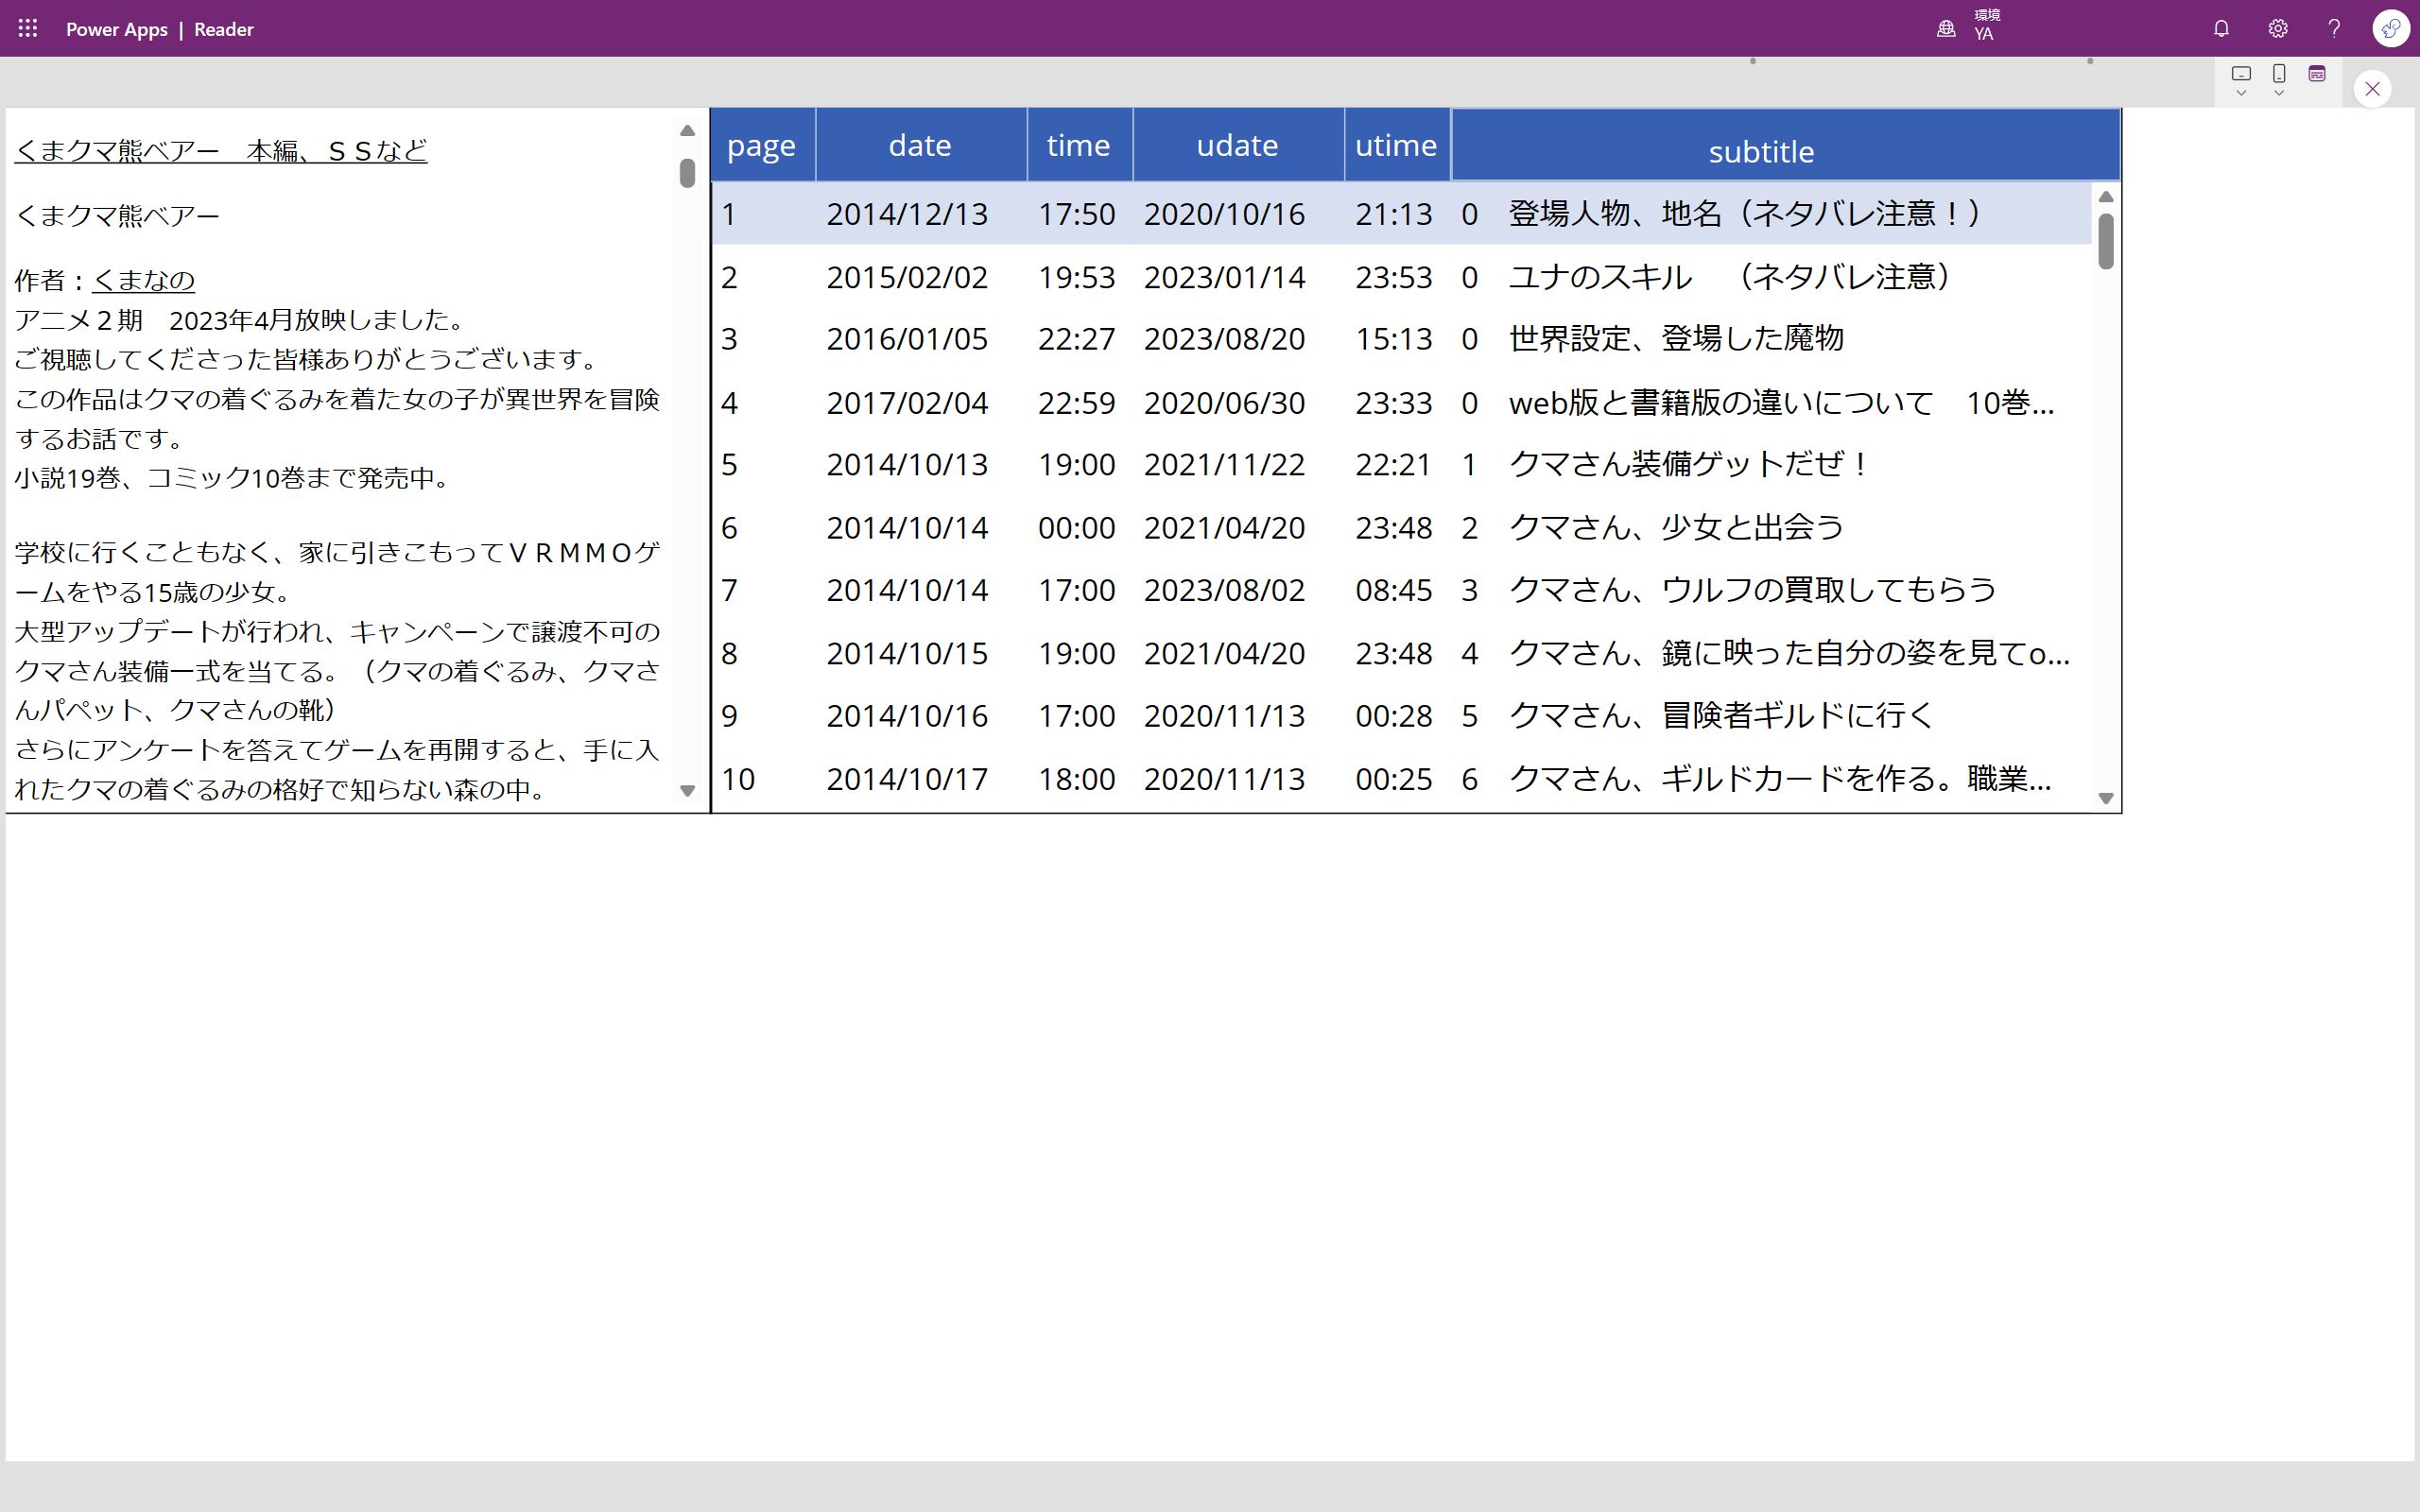 Power Apps | Reader
環境
YA
くまクマ熊ベアー　本編、ＳＳなど
くまクマ熊ベアー
作者：くまなの
アニメ２期　2023年4月放映しました。
ご視聴してくださった皆様ありがとうございます。
この作品はクマの着ぐるみを着た女の子が異世界を冒険
するお話です。
小説19巻、コミック10巻まで発売中。
学校に行くこともなく、家に引きこもってＶＲＭＭＯゲ
ームをやる15歳の少女。
大型アップデートが行われ、キャンペーンで譲渡不可の
クマさん装備一式を当てる。（クマの着ぐるみ、クマさ
んパペット、クマさんの靴）
さらにアンケートを答えてゲームを再開すると、手に入
れたクマの着ぐるみの格好で知らない森の中。
page date time udate utime subtitle
1 2014/12/13 17:50 2020/10/16 21:13 0　登場人物、地名（ネタバレ注意！）
2 2015/02/02 19:53 2023/01/14 23:53 0　ユナのスキル　（ネタバレ注意）
3 2016/01/05 22:27 2023/08/20 15:13 0　世界設定、登場した魔物
4 2017/02/04 22:59 2020/06/30 23:33 0　web版と書籍版の違いについて　10巻...
5 2014/10/13 19:00 2021/11/22 22:21 1　クマさん装備ゲットだぜ！
6 2014/10/14 00:00 2021/04/20 23:48 2　クマさん、少女と出会う
7 2014/10/14 17:00 2023/08/02 08:45 3　クマさん、ウルフの買取してもらう
8 2014/10/15 19:00 2021/04/20 23:48 4　クマさん、鏡に映った自分の姿を見てo...
9 2014/10/16 17:00 2020/11/13 00:28 5　クマさん、冒険者ギルドに行く
10 2014/10/17 18:00 2020/11/13 00:25 6　クマさん、ギルドカードを作る。職業...